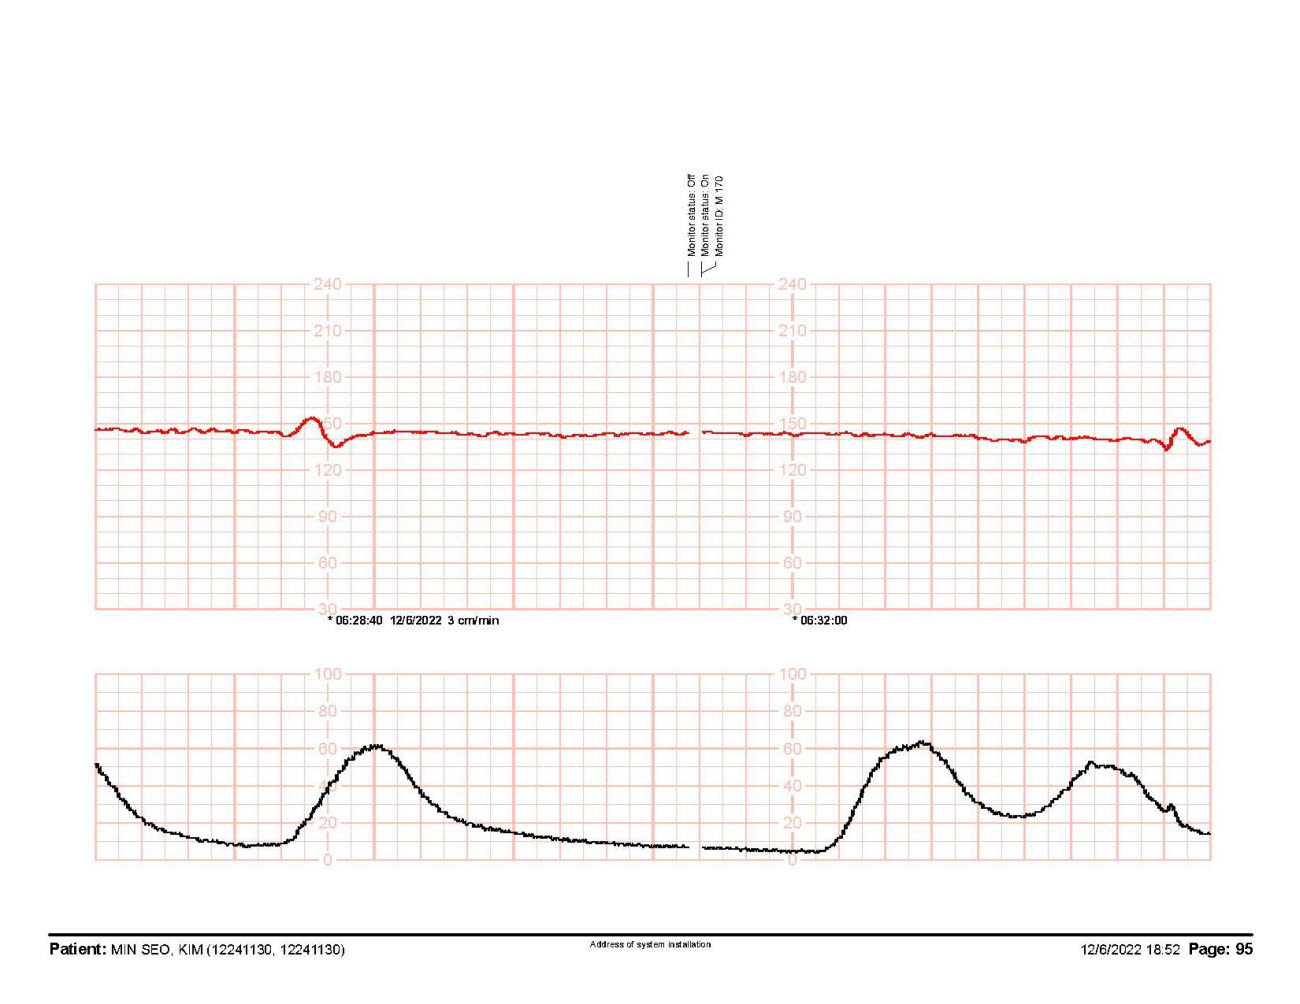 Monitor status: Off
Monitor status: On
Monitor ID: M 170
240 240
210 210
180 180
150 150
120 120
90 90
60 60
30 30
* 06:28:40 12/6/2022 3 cm/min * 06:32:00
100 100
80 80
60 60
40 40
20 20
0 0
Patient: MIN SEO, KIM (12241130, 12241130) Address of system installation 12/6/2022 18:52 Page: 95